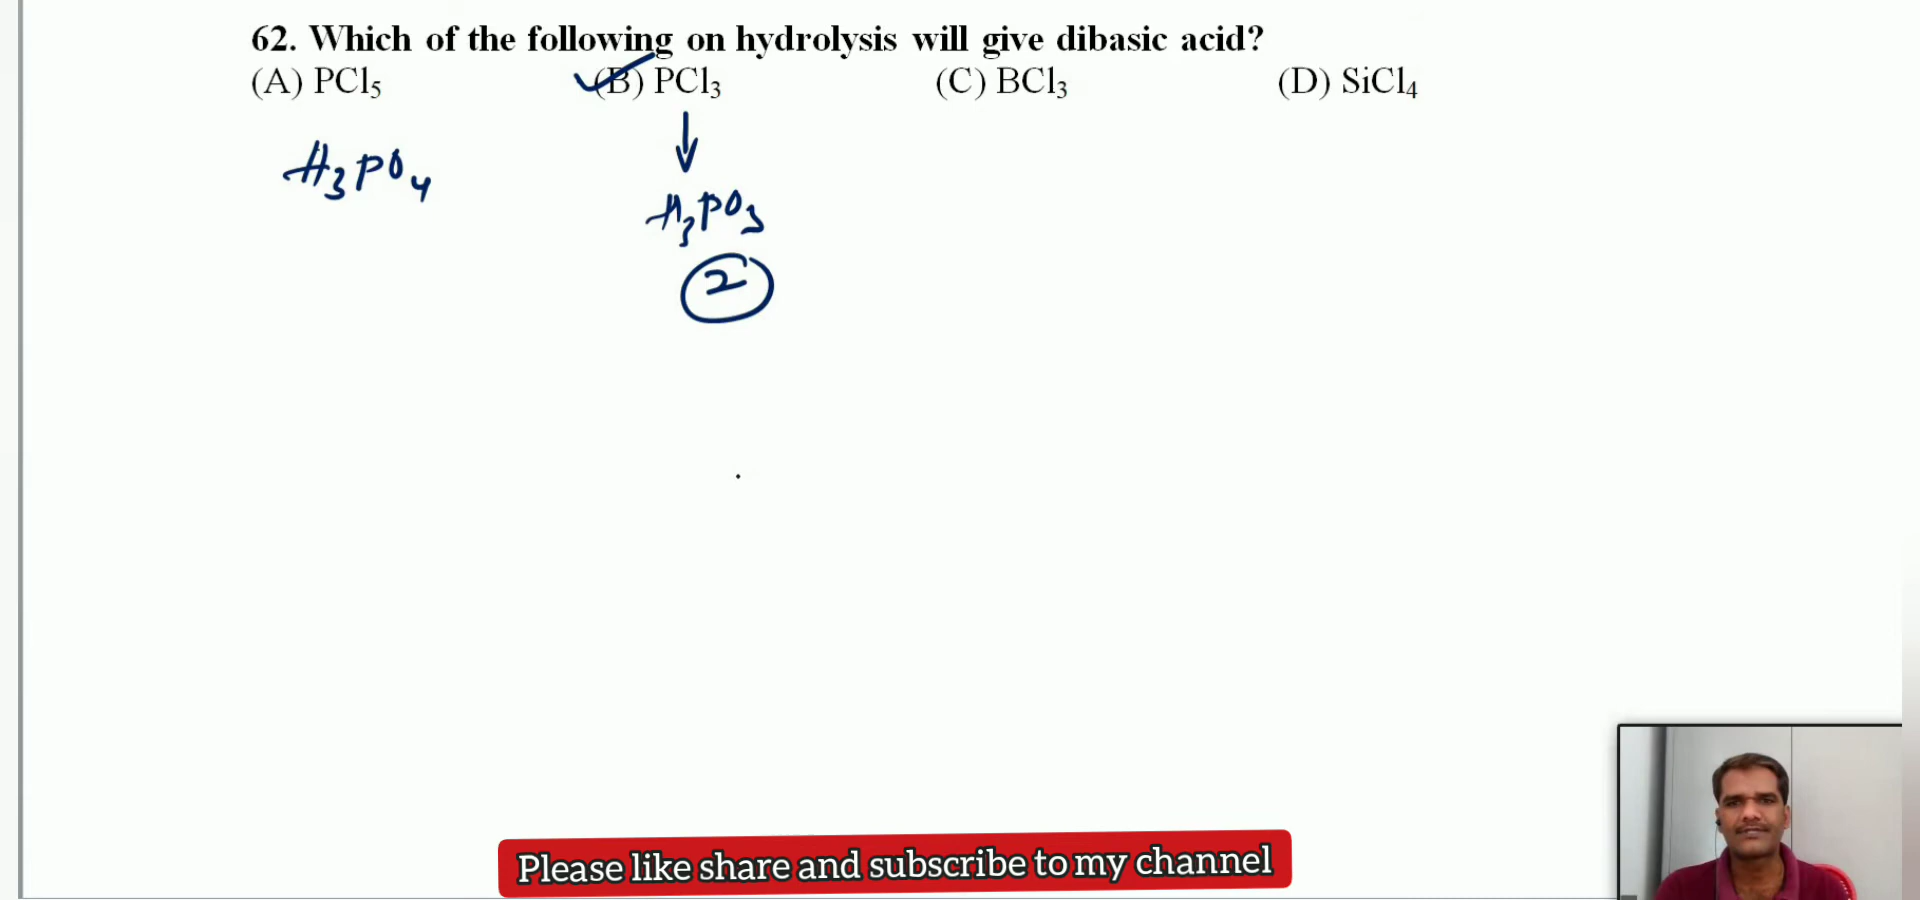 62. Which of the following on hydrolysis will give dibasic acid?
(A) PCl₅ (B) PCl₃ (C) BCl₃ (D) SiCl₄
H₃PO₄
H₃PO₃
2
Please like share and subscribe to my channel